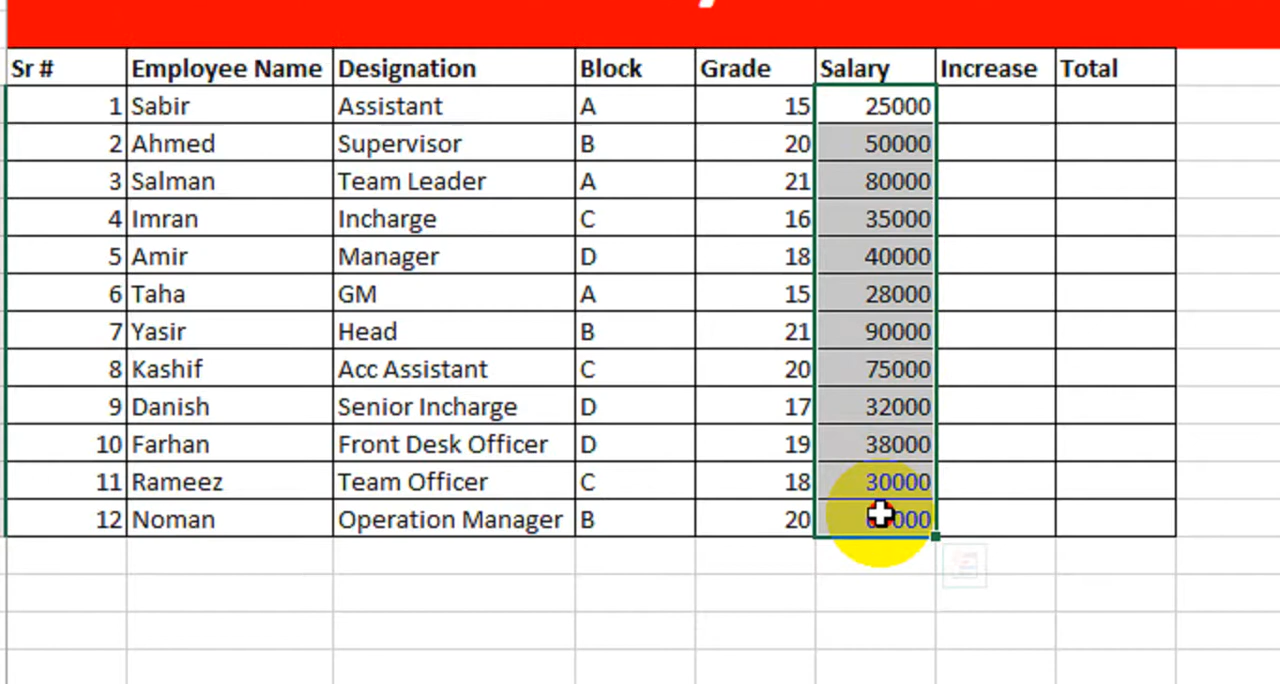 Sr # Employee Name Designation Block Grade Salary Increase Total
1 Sabir Assistant A 15 25000
2 Ahmed Supervisor B 20 50000
3 Salman Team Leader A 21 80000
4 Imran Incharge C 16 35000
5 Amir Manager D 18 40000
6 Taha GM A 15 28000
7 Yasir Head B 21 90000
8 Kashif Acc Assistant C 20 75000
9 Danish Senior Incharge D 17 32000
10 Farhan Front Desk Officer D 19 38000
11 Rameez Team Officer C 18 30000
12 Noman Operation Manager B 20